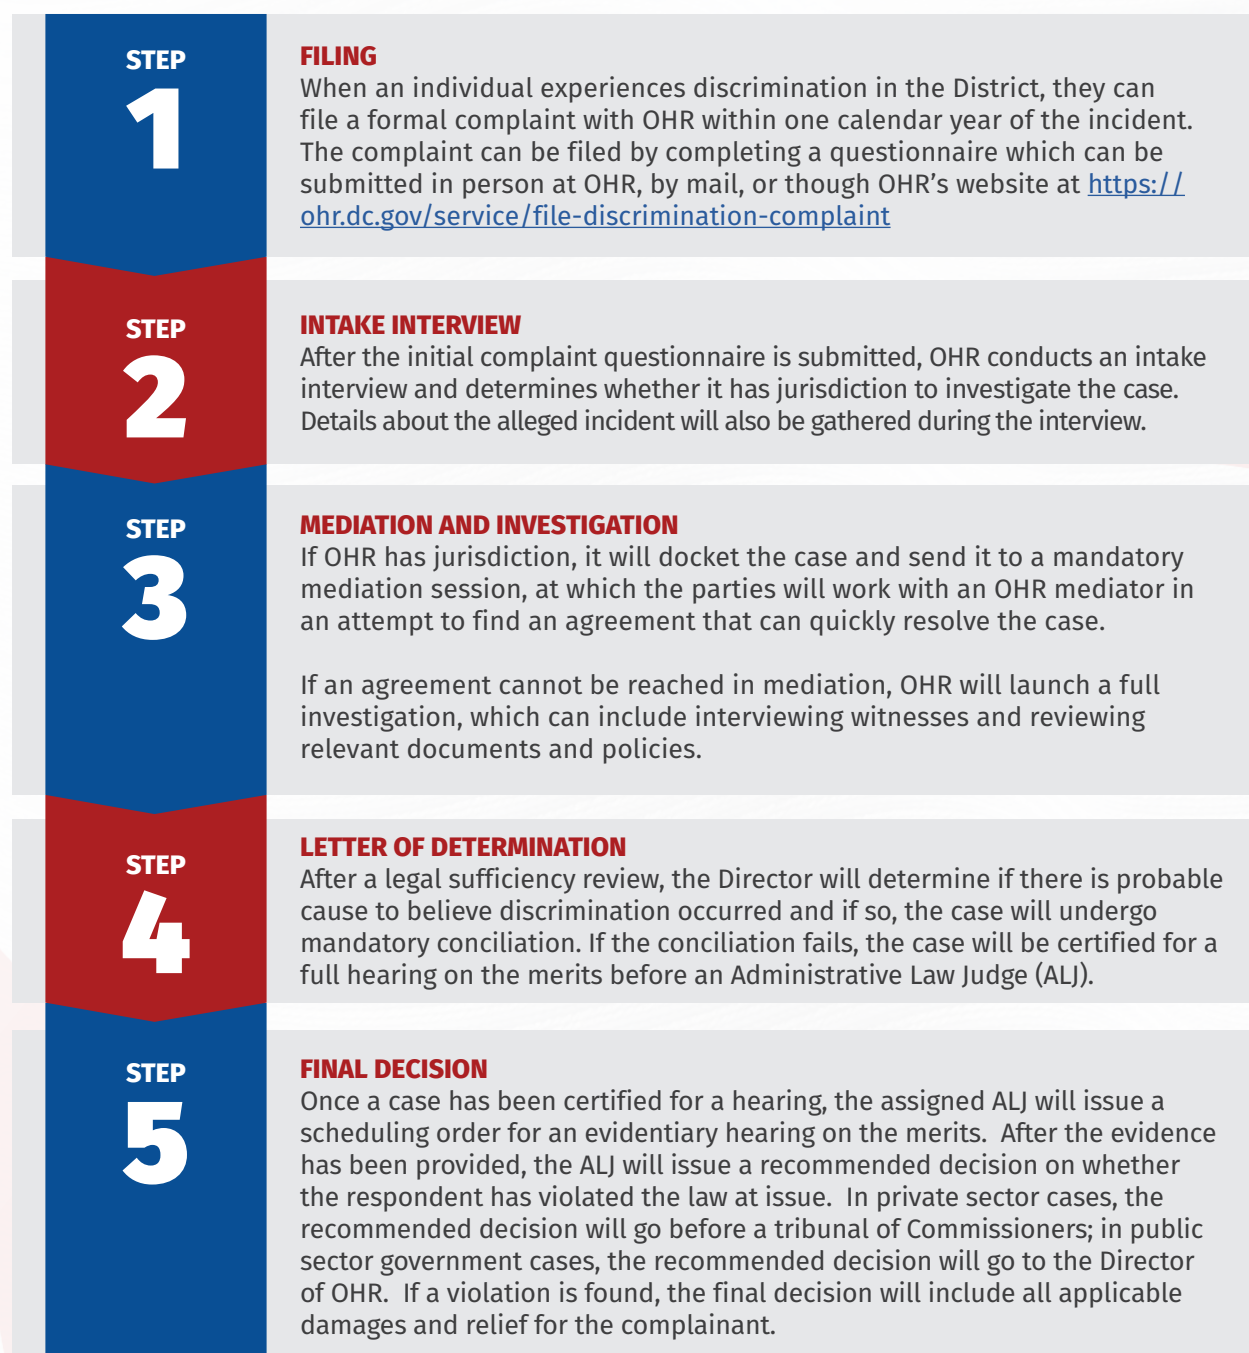 STEP
1
FILING
When an individual experiences discrimination in the District, they can
file a formal complaint with OHR within one calendar year of the incident.
The complaint can be filed by completing a questionnaire which can be
submitted in person at OHR, by mail, or though OHR’s website at https://
ohr.dc.gov/service/file-discrimination-complaint
STEP
2
INTAKE INTERVIEW
After the initial complaint questionnaire is submitted, OHR conducts an intake
interview and determines whether it has jurisdiction to investigate the case.
Details about the alleged incident will also be gathered during the interview.
STEP
3
MEDIATION AND INVESTIGATION
If OHR has jurisdiction, it will docket the case and send it to a mandatory
mediation session, at which the parties will work with an OHR mediator in
an attempt to find an agreement that can quickly resolve the case.
If an agreement cannot be reached in mediation, OHR will launch a full
investigation, which can include interviewing witnesses and reviewing
relevant documents and policies.
STEP
4
LETTER OF DETERMINATION
After a legal sufficiency review, the Director will determine if there is probable
cause to believe discrimination occurred and if so, the case will undergo
mandatory conciliation. If the conciliation fails, the case will be certified for a
full hearing on the merits before an Administrative Law Judge (ALJ).
STEP
5
FINAL DECISION
Once a case has been certified for a hearing, the assigned ALJ will issue a
scheduling order for an evidentiary hearing on the merits.  After the evidence
has been provided, the ALJ will issue a recommended decision on whether
the respondent has violated the law at issue.  In private sector cases, the
recommended decision will go before a tribunal of Commissioners; in public
sector government cases, the recommended decision will go to the Director
of OHR.  If a violation is found, the final decision will include all applicable
damages and relief for the complainant.